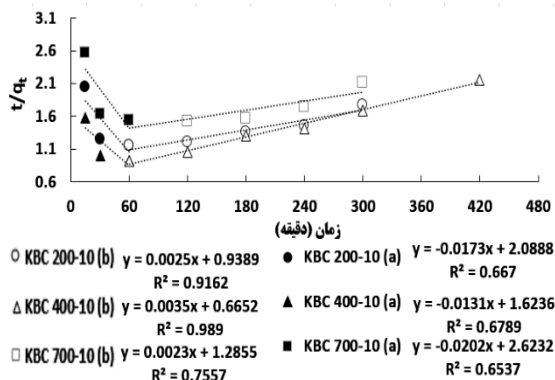 3.1
2.6
2.1
1.6
1.1
0.6
t/qt
0 60 120 180 240 300 360 420 480
زمان (دقیقه)
KBC 200-10 (b) y = 0.0025x + 0.9389 KBC 200-10 (a) y = -0.0173x + 2.0888
R² = 0.9162 R² = 0.667
KBC 400-10 (b) y = 0.0035x + 0.6652 KBC 400-10 (a) y = -0.0131x + 1.6236
R² = 0.989 R² = 0.6789
KBC 700-10 (b) y = 0.0023x + 1.2855 KBC 700-10 (a) y = -0.0202x + 2.6232
R² = 0.7557 R² = 0.6537